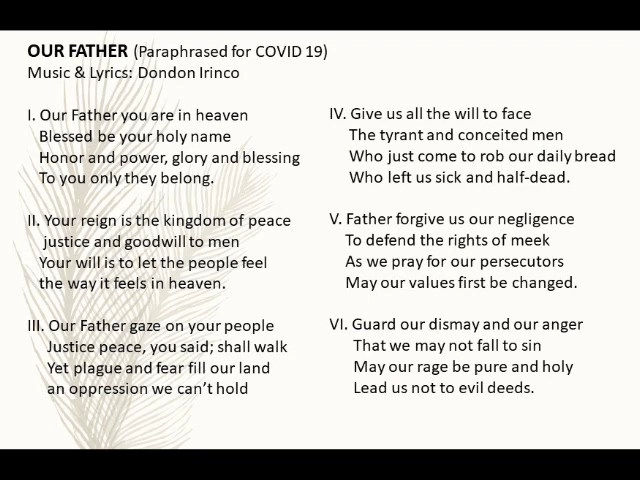 OUR FATHER (Paraphrased for COVID 19)
Music & Lyrics: Dondon Irinco
I. Our Father you are in heaven
Blessed be your holy name
Honor and power, glory and blessing
To you only they belong.
II. Your reign is the kingdom of peace
justice and goodwill to men
Your will is to let the people feel
the way it feels in heaven.
III. Our Father gaze on your people
Justice peace, you said; shall walk
Yet plague and fear fill our land
an oppression we can't hold
IV. Give us all the will to face
The tyrant and conceited men
Who just come to rob our daily bread
Who left us sick and half-dead.
V. Father forgive us our negligence
To defend the rights of meek
As we pray for our persecutors
May our values first be changed.
VI. Guard our dismay and our anger
That we may not fall to sin
May our rage be pure and holy
Lead us not to evil deeds.